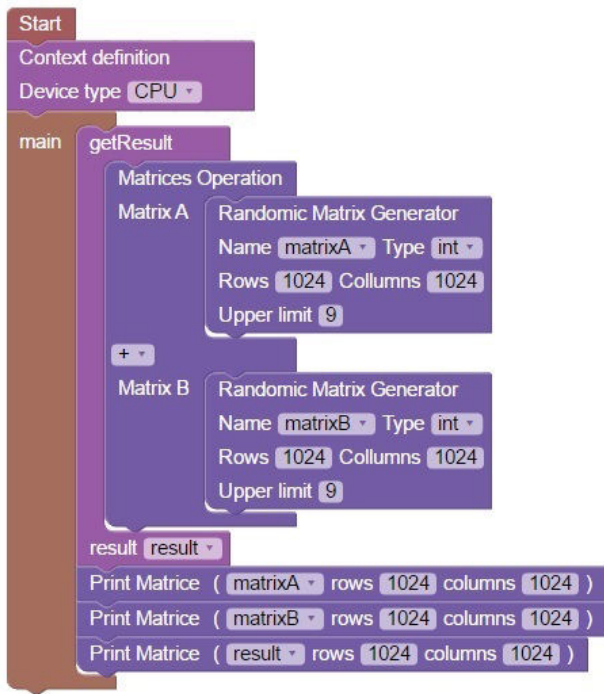 Start
Context definition
Device type CPU
main getResult
Matrices Operation
Matrix A Randomic Matrix Generator
Name matrixA Type int
Rows 1024 Collumns 1024
Upper limit 9
+
Matrix B Randomic Matrix Generator
Name matrixB Type int
Rows 1024 Collumns 1024
Upper limit 9
result result
Print Matrice ( matrixA rows 1024 columns 1024 )
Print Matrice ( matrixB rows 1024 columns 1024 )
Print Matrice ( result rows 1024 columns 1024 )